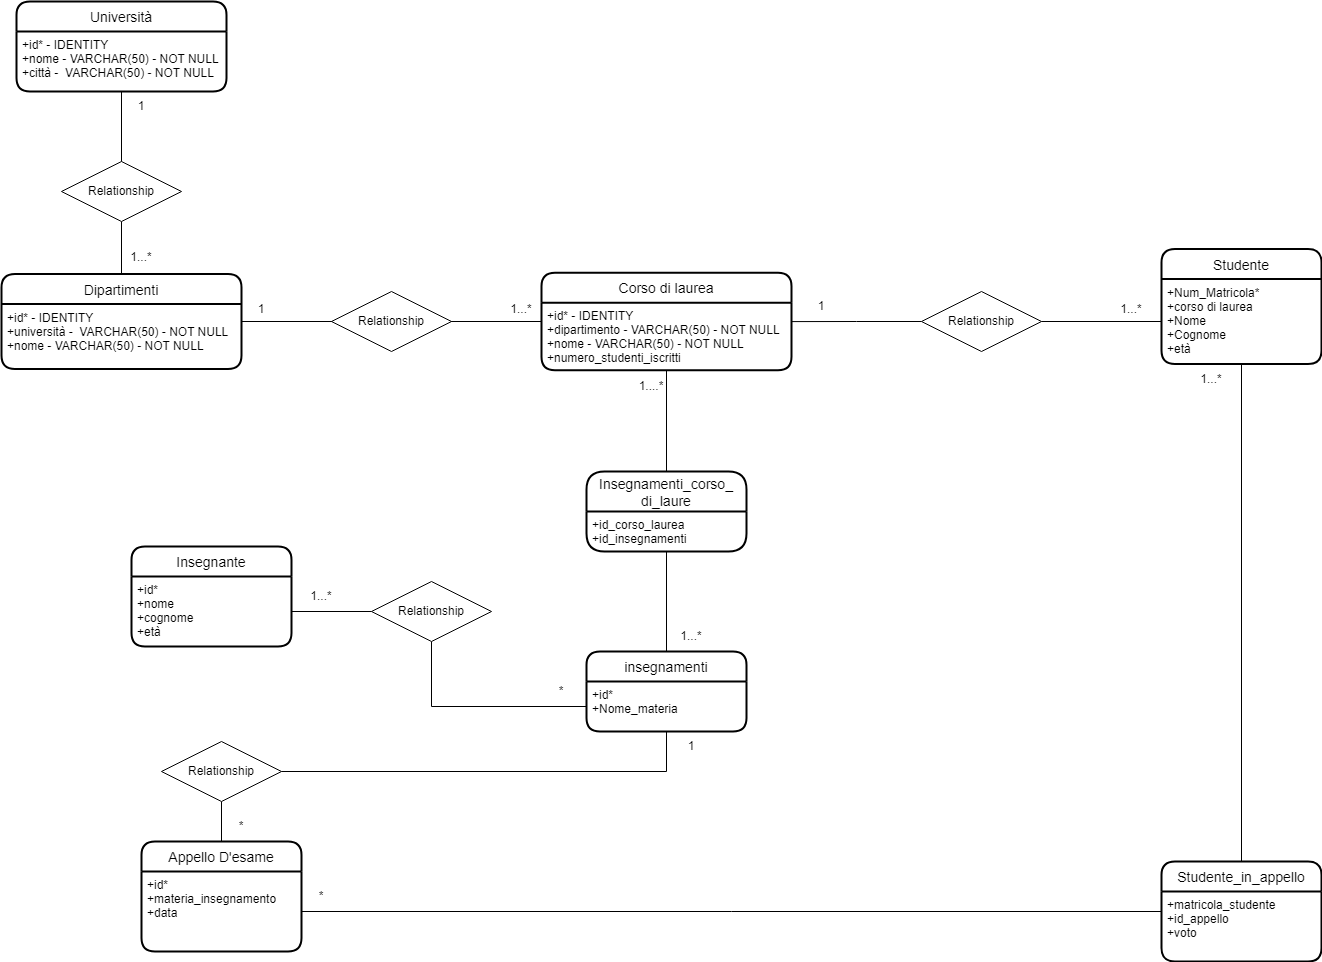 Università
+id* - IDENTITY
+nome - VARCHAR(50) - NOT NULL
+città -  VARCHAR(50) - NOT NULL
1
Relationship
1...*
Dipartimenti
+id* - IDENTITY
+università -  VARCHAR(50) - NOT NULL
+nome - VARCHAR(50) - NOT NULL
1
Relationship
1...*
Corso di laurea
+id* - IDENTITY
+dipartimento - VARCHAR(50) - NOT NULL
+nome - VARCHAR(50) - NOT NULL
+numero_studenti_iscritti
1
Relationship
1...*
Studente
+Num_Matricola*
+corso di laurea
+Nome
+Cognome
+età
1...*
1....*
Insegnamenti_corso_
di_laure
+id_corso_laurea
+id_insegnamenti
Insegnante
+id*
+nome
+cognome
+età
1...*
Relationship
*
1...*
insegnamenti
+id*
+Nome_materia
1
Relationship
*
Appello D'esame
+id*
+materia_insegnamento
+data
*
Studente_in_appello
+matricola_studente
+id_appello
+voto